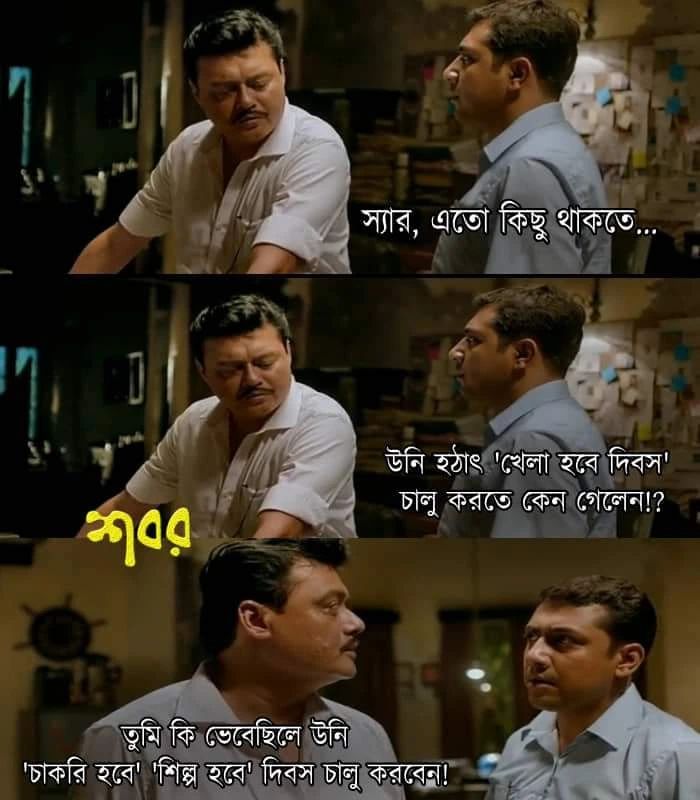 স্যার, এতো কিছু থাকতে...
উনি হঠাৎ 'খেলা হবে দিবস'
চালু করতে কেন গেলেন!?
শবর
তুমি কি ভেবেছিলে উনি
'চাকরি হবে' 'শিল্প হবে' দিবস চালু করবেন!